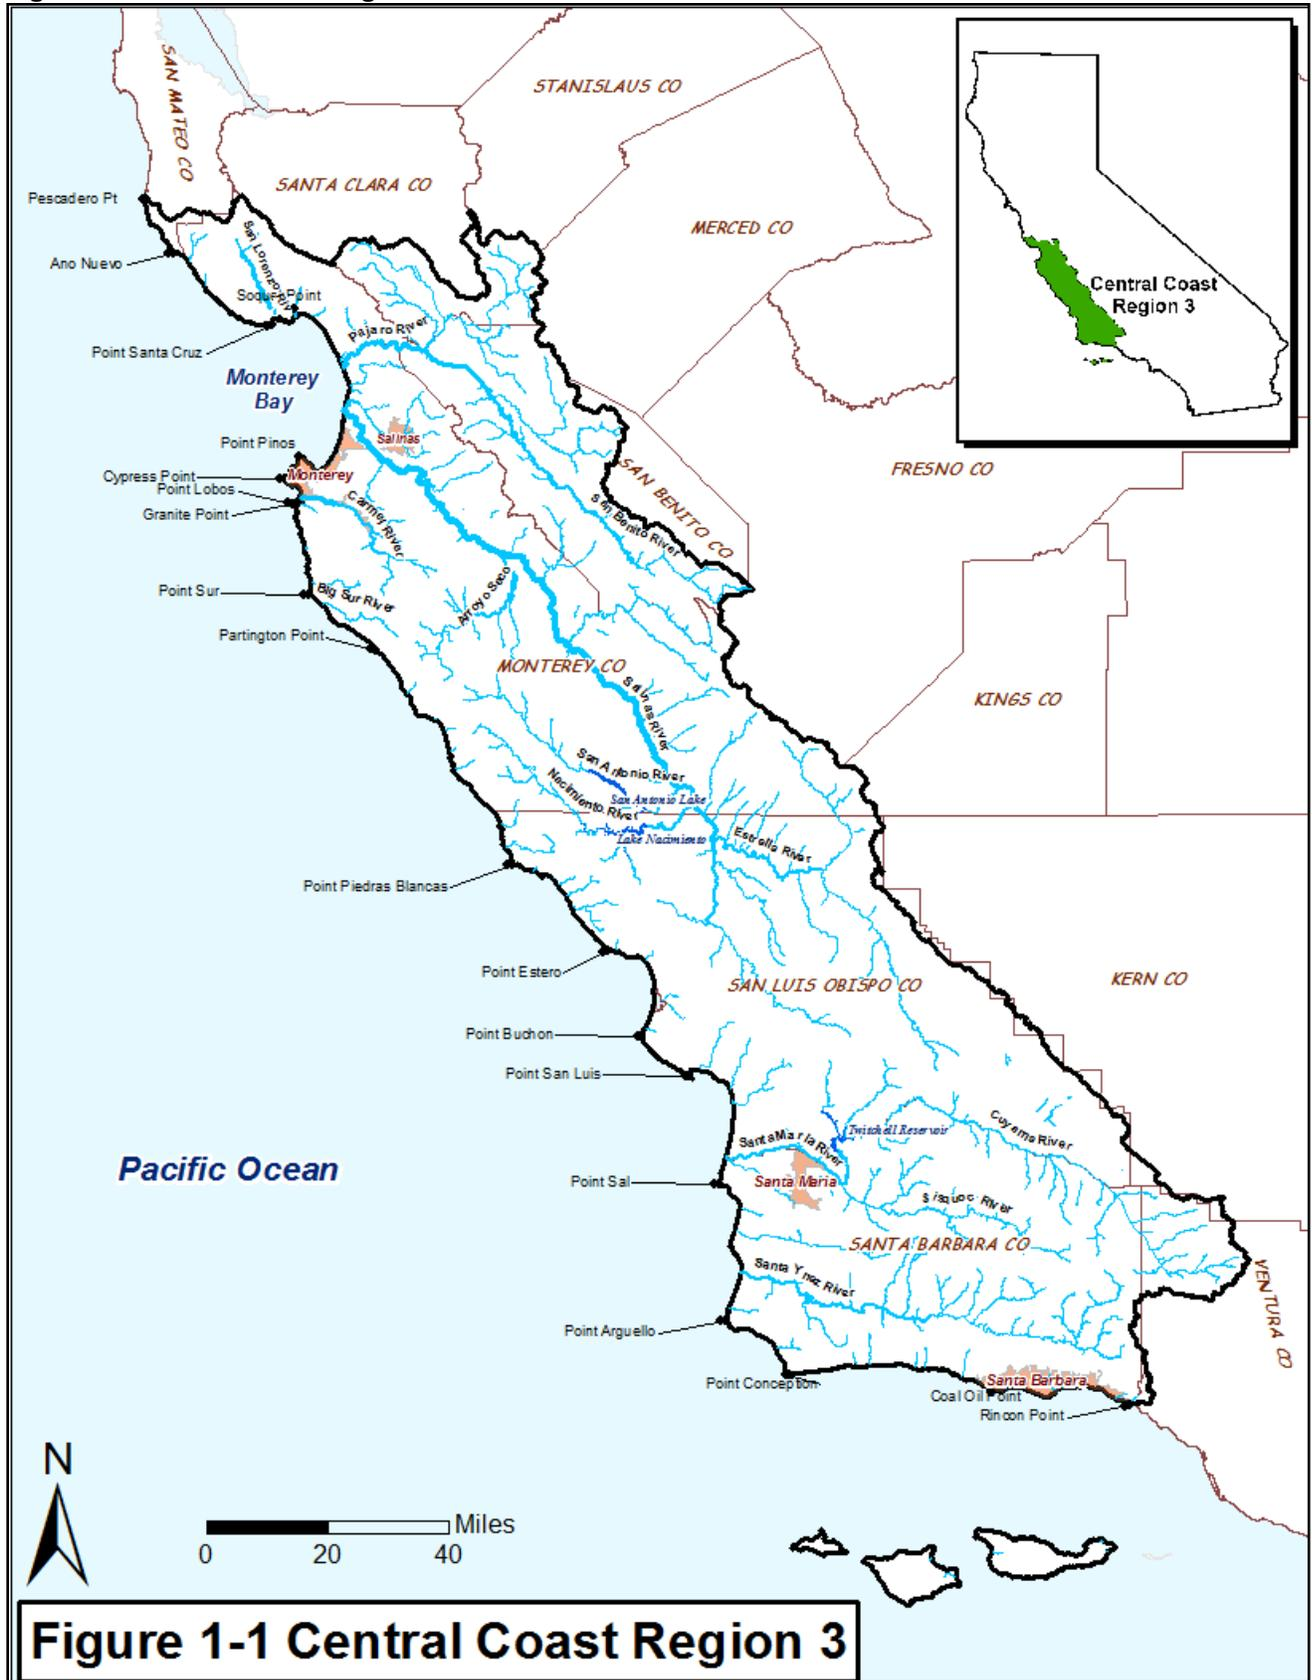 STANISLAUS CO
SAN MATEO CO
SANTA CLARA CO
Pescadero Pt
MERCED CO
Ano Nuevo
San Lorenzo Riv
Soquel Point
Central Coast
Region 3
Pajaro River
Point Santa Cruz
Monterey
Bay
Salinas
Point Pinos
Cypress Point
Monterey
Point Lobos
Granite Point
FRESNO CO
SAN BENITO CO
Carmel River
San Benito River
Point Sur
Big Sur River
Arroyo Seco
Partington Point
MONTEREY CO
Salinas River
KINGS CO
San Antonio River
Nacimiento River
San Antonio Lake
Lake Nacimiento
Estrella River
Point Piedras Blancas
Point Estero
SAN LUIS OBISPO CO
KERN CO
Point Buchon
Point San Luis
Twitchell Reservoir
Cuyama River
Santa Maria River
Pacific Ocean
Point Sal
Santa Maria
Sisquoc River
SANTA BARBARA CO
Santa Ynez River
VENTURA CO
Point Arguello
Point Conception
Santa Barbara
Coal Oil Point
Rincon Point
N
Miles
0 20 40
Figure 1-1 Central Coast Region 3